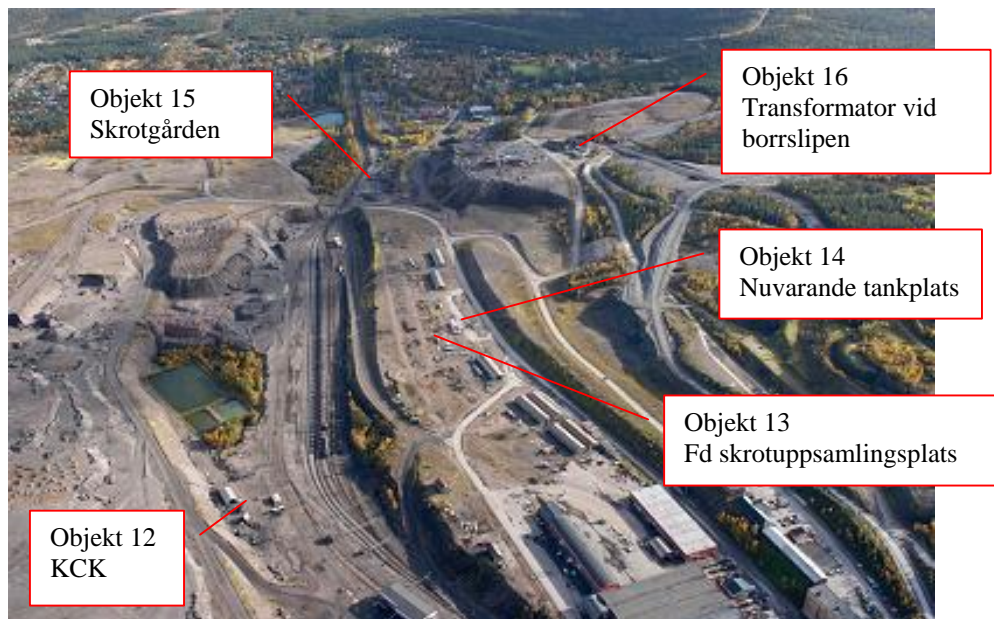 Objekt 15
Skrotgården
Objekt 16
Transformator vid
borrslipen
Objekt 14
Nuvarande tankplats
Objekt 13
Fd skrotuppsamlingsplats
Objekt 12
KCK